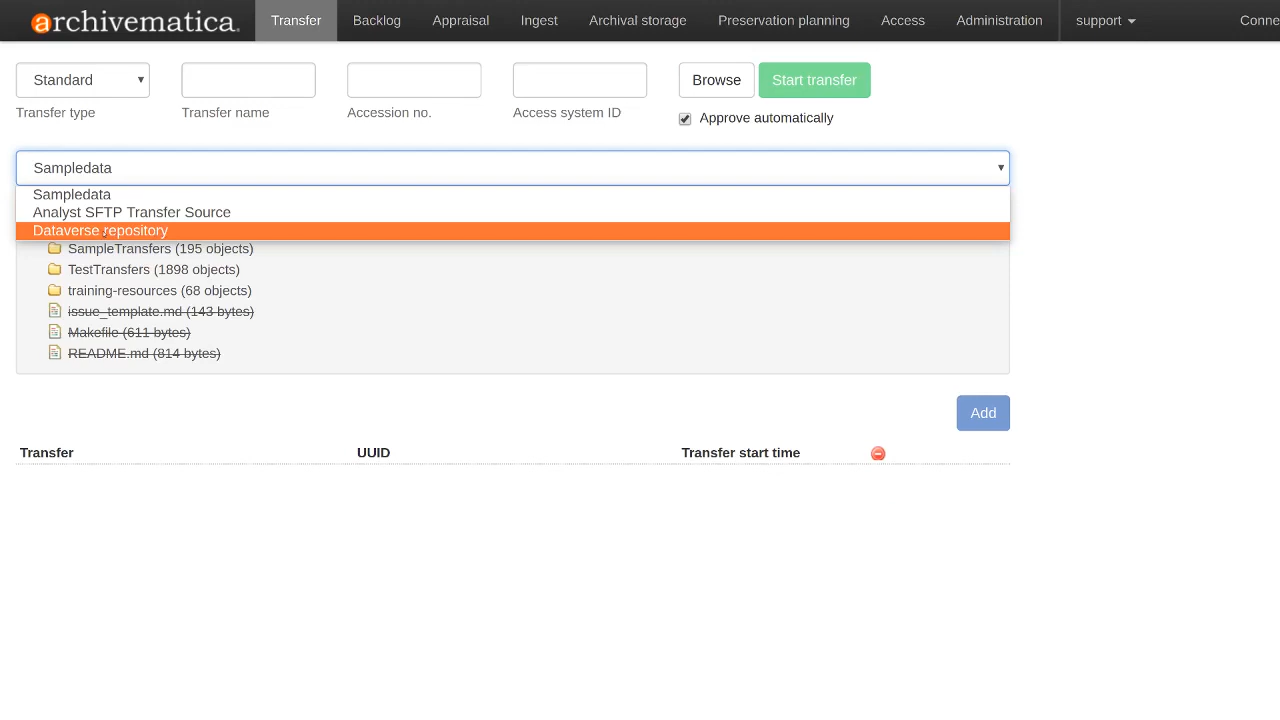 archivematica. Transfer Backlog Appraisal Ingest Archival storage Preservation planning Access Administration support Conne
Standard Browse Start transfer
Transfer type Transfer name Accession no. Access system ID Approve automatically
Sampledata
Sampledata
Analyst SFTP Transfer Source
Dataverse repository
SampleTransfers (195 objects)
TestTransfers (1898 objects)
training-resources (68 objects)
issue_template.md (143 bytes)
Makefile (611 bytes)
README.md (814 bytes)
Add
Transfer UUID Transfer start time